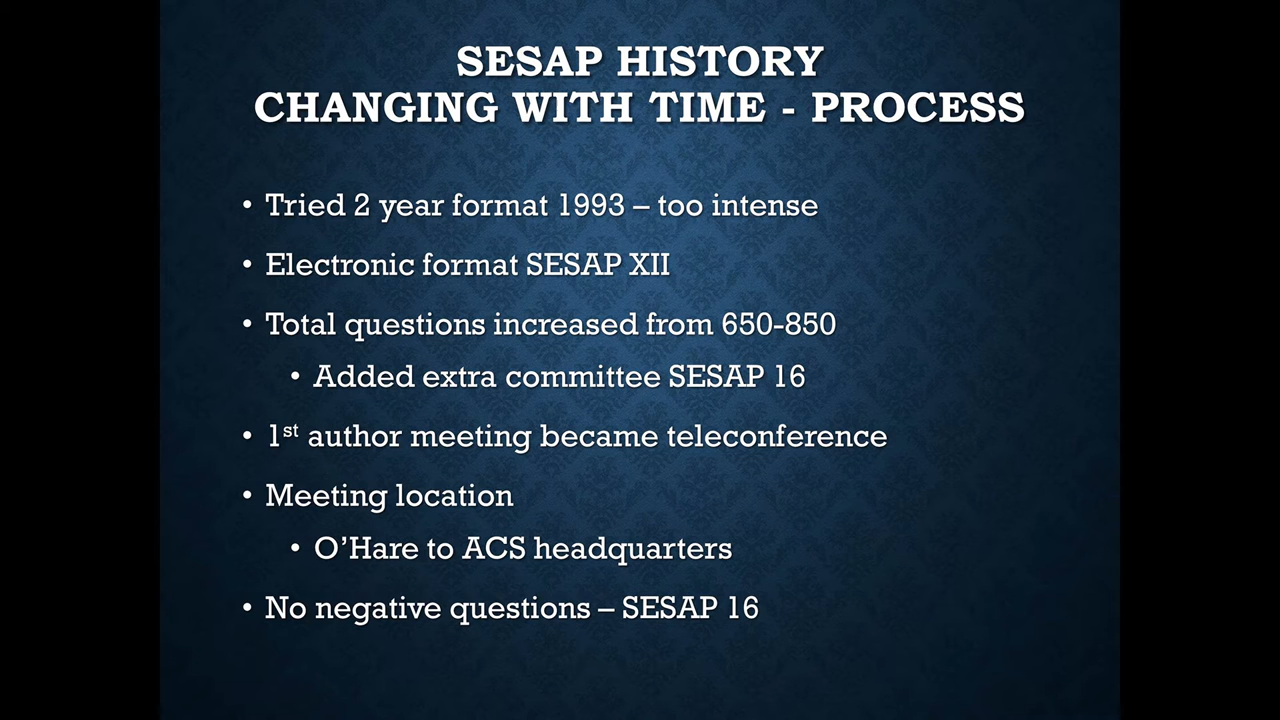 SESAP HISTORY
CHANGING WITH TIME - PROCESS
• Tried 2 year format 1993 – too intense
• Electronic format SESAP XII
• Total questions increased from 650-850
• Added extra committee SESAP 16
• 1st author meeting became teleconference
• Meeting location
• O’Hare to ACS headquarters
• No negative questions – SESAP 16